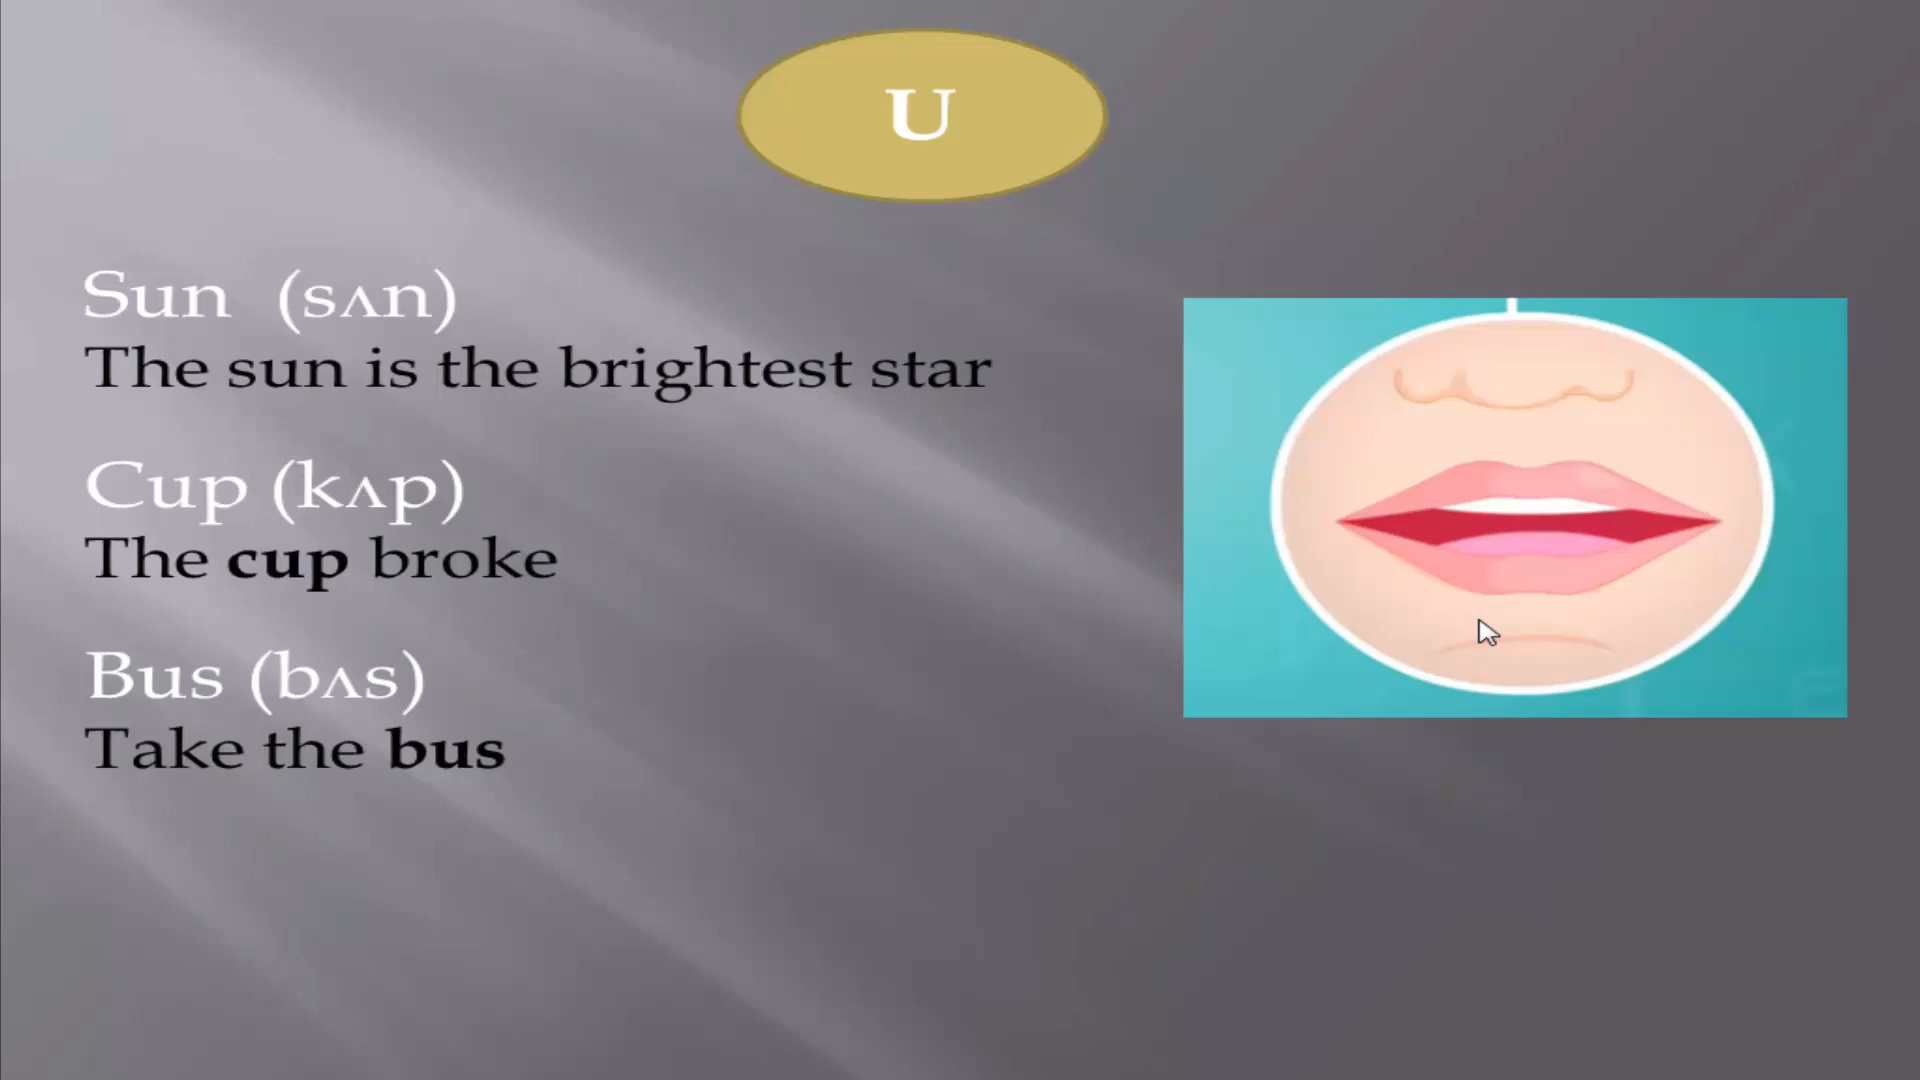 U
Sun (sʌn)
The sun is the brightest star
Cup (kʌp)
The cup broke
Bus (bʌs)
Take the bus